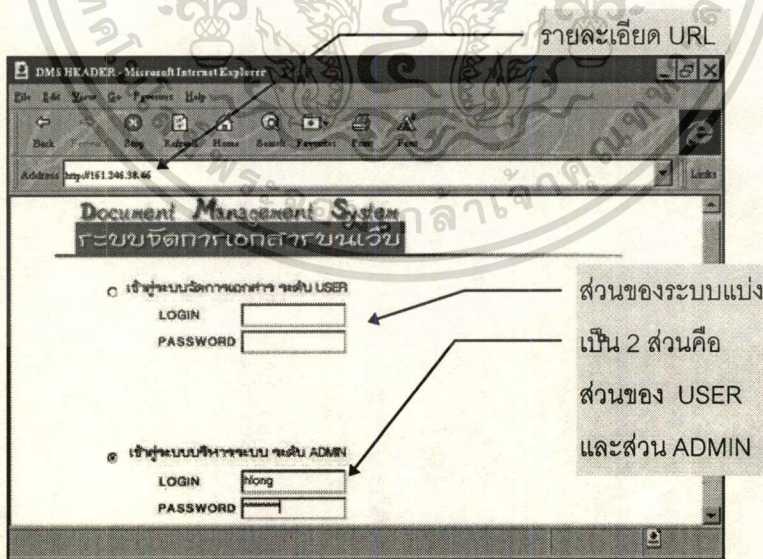 รายละเอียด URL
DMS HEADER - Microsoft Internet Explorer
File Edit View Go Favorites Help
Back Forward Stop Refresh Home Search Favorites Print Font
Address http://161.246.38.46 Links
Document Management System
ระบบจัดการเอกสารบนเว็บ
เข้าสู่ระบบจัดการเอกสาร ระดับ USER
LOGIN
PASSWORD
ส่วนของระบบแบ่ง
เป็น 2 ส่วนคือ
ส่วนของ USER
และส่วน ADMIN
เข้าสู่ระบบบริหารระบบ ระดับ ADMIN
LOGIN hlong
PASSWORD